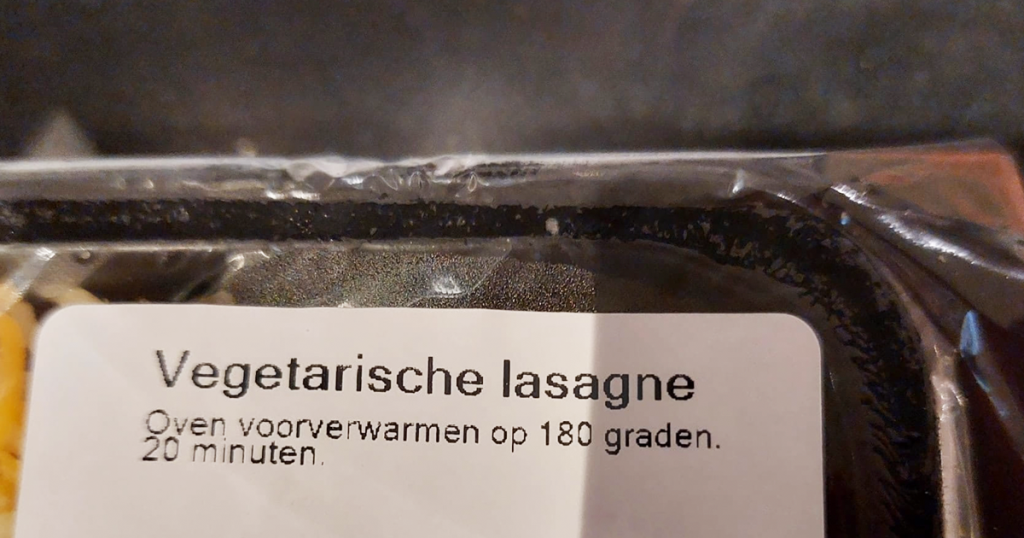 Vegetarische lasagne
Oven voorverwarmen op 180 graden.
20 minuten.